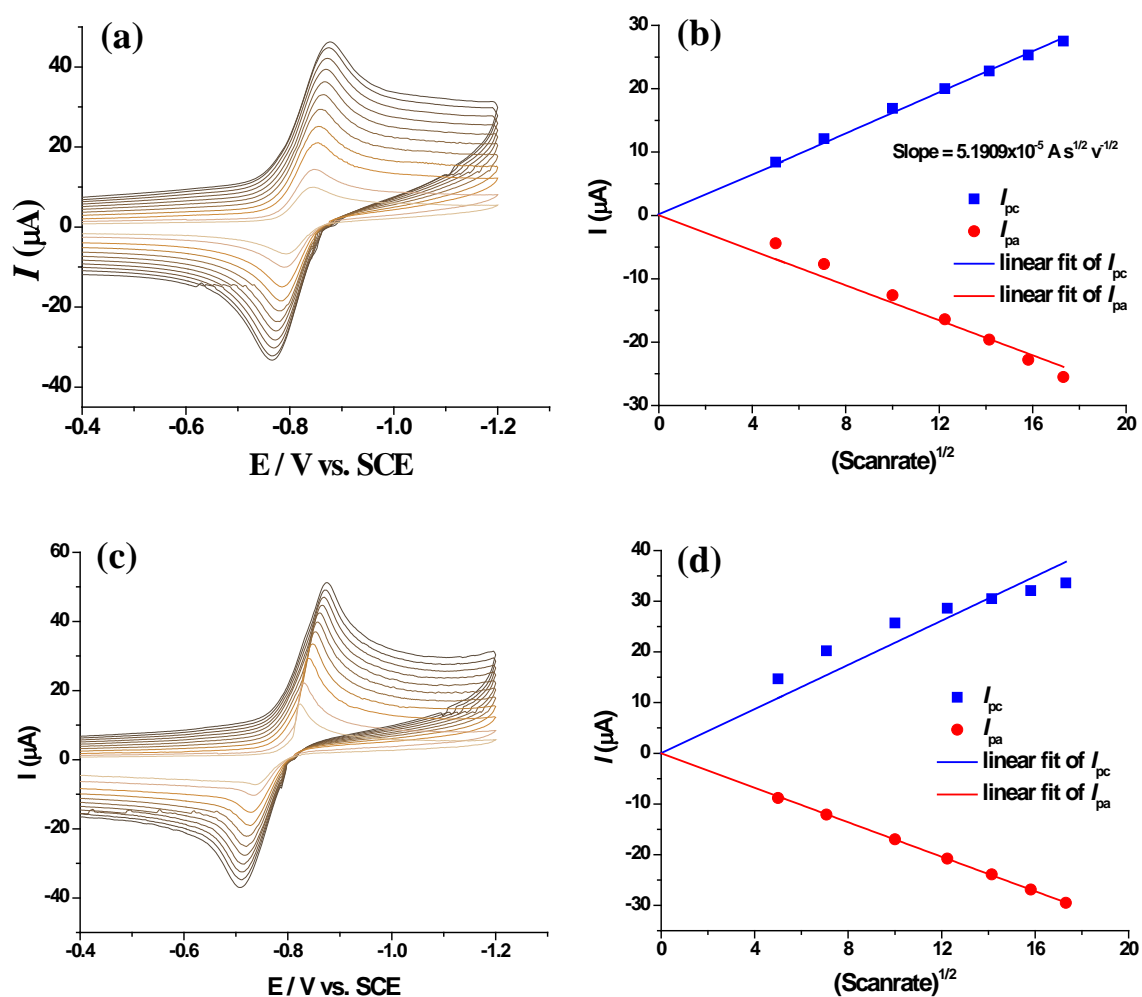 (a)
I (µA)
40
20
0
-20
-40
-0.4
-0.6
-0.8
-1.0
-1.2
E / V vs. SCE
(b)
I (µA)
30
20
10
0
-10
-20
-30
0
4
8
12
16
20
(Scanrate)1/2
Slope = 5.1909x10-5 A s1/2 v-1/2
Ipc
Ipa
linear fit of Ipc
linear fit of Ipa
(c)
I (µA)
60
40
20
0
-20
-40
-0.4
-0.6
-0.8
-1.0
-1.2
E / V vs. SCE
(d)
I (µA)
40
30
20
10
0
-10
-20
-30
0
4
8
12
16
20
(Scanrate)1/2
Ipc
Ipa
linear fit of Ipc
linear fit of Ipa